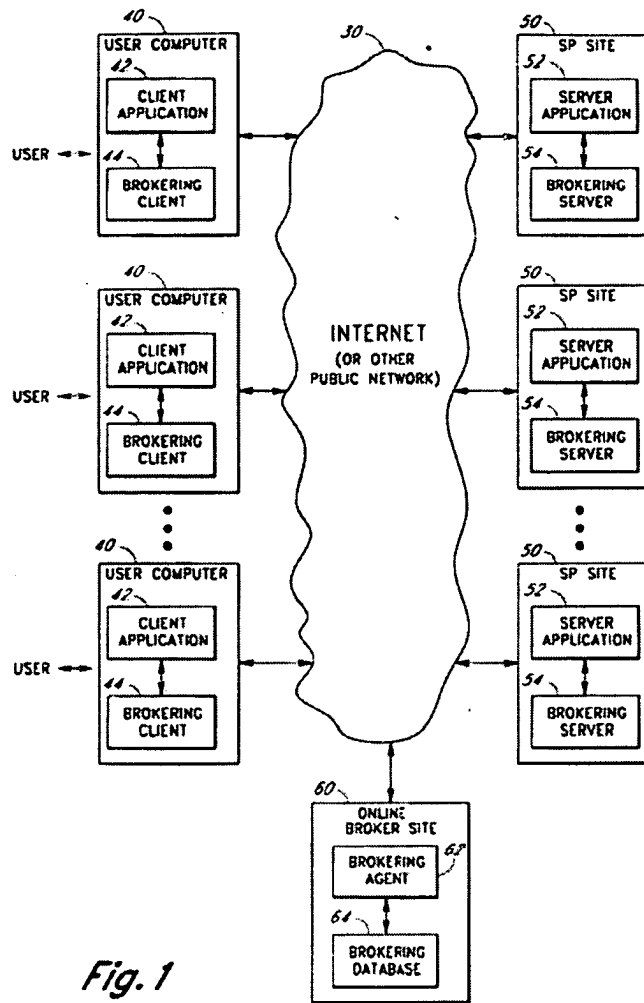 40
USER COMPUTER
42
CLIENT
APPLICATION
USER
44
BROKERING
CLIENT
40
USER COMPUTER
42
CLIENT
APPLICATION
USER
44
BROKERING
CLIENT
40
USER COMPUTER
42
CLIENT
APPLICATION
USER
44
BROKERING
CLIENT
30
INTERNET
(OR OTHER
PUBLIC NETWORK)
50
SP SITE
52
SERVER
APPLICATION
54
BROKERING
SERVER
50
SP SITE
52
SERVER
APPLICATION
54
BROKERING
SERVER
50
SP SITE
52
SERVER
APPLICATION
54
BROKERING
SERVER
60
ONLINE
BROKER SITE
62
BROKERING
AGENT
64
BROKERING
DATABASE
Fig. 1